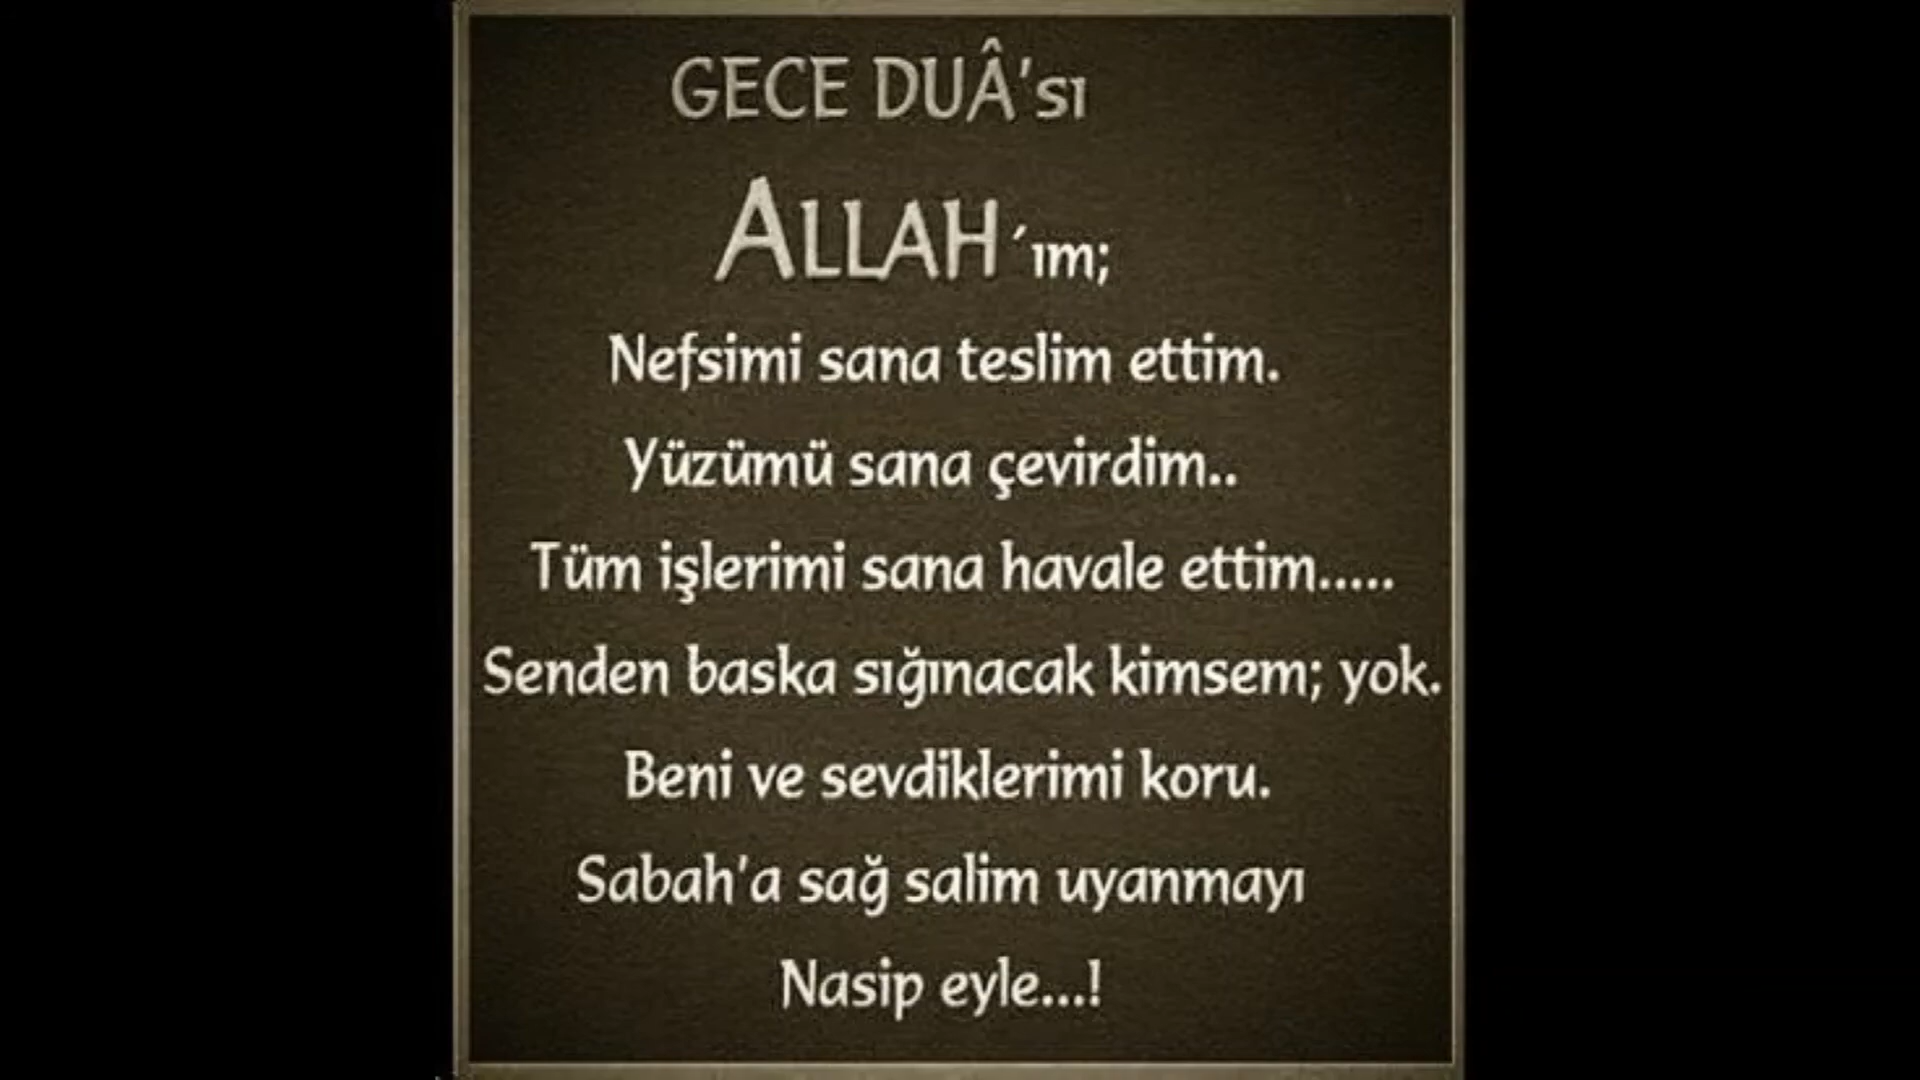 GECE DUÂ'sı
ALLAH´ım;
Nefsimi sana teslim ettim.
Yüzümü sana çevirdim..
Tüm işlerimi sana havale ettim.....
Senden baska sığınacak kimsem; yok.
Beni ve sevdiklerimi koru.
Sabah'a sağ salim uyanmayı
Nasip eyle...!